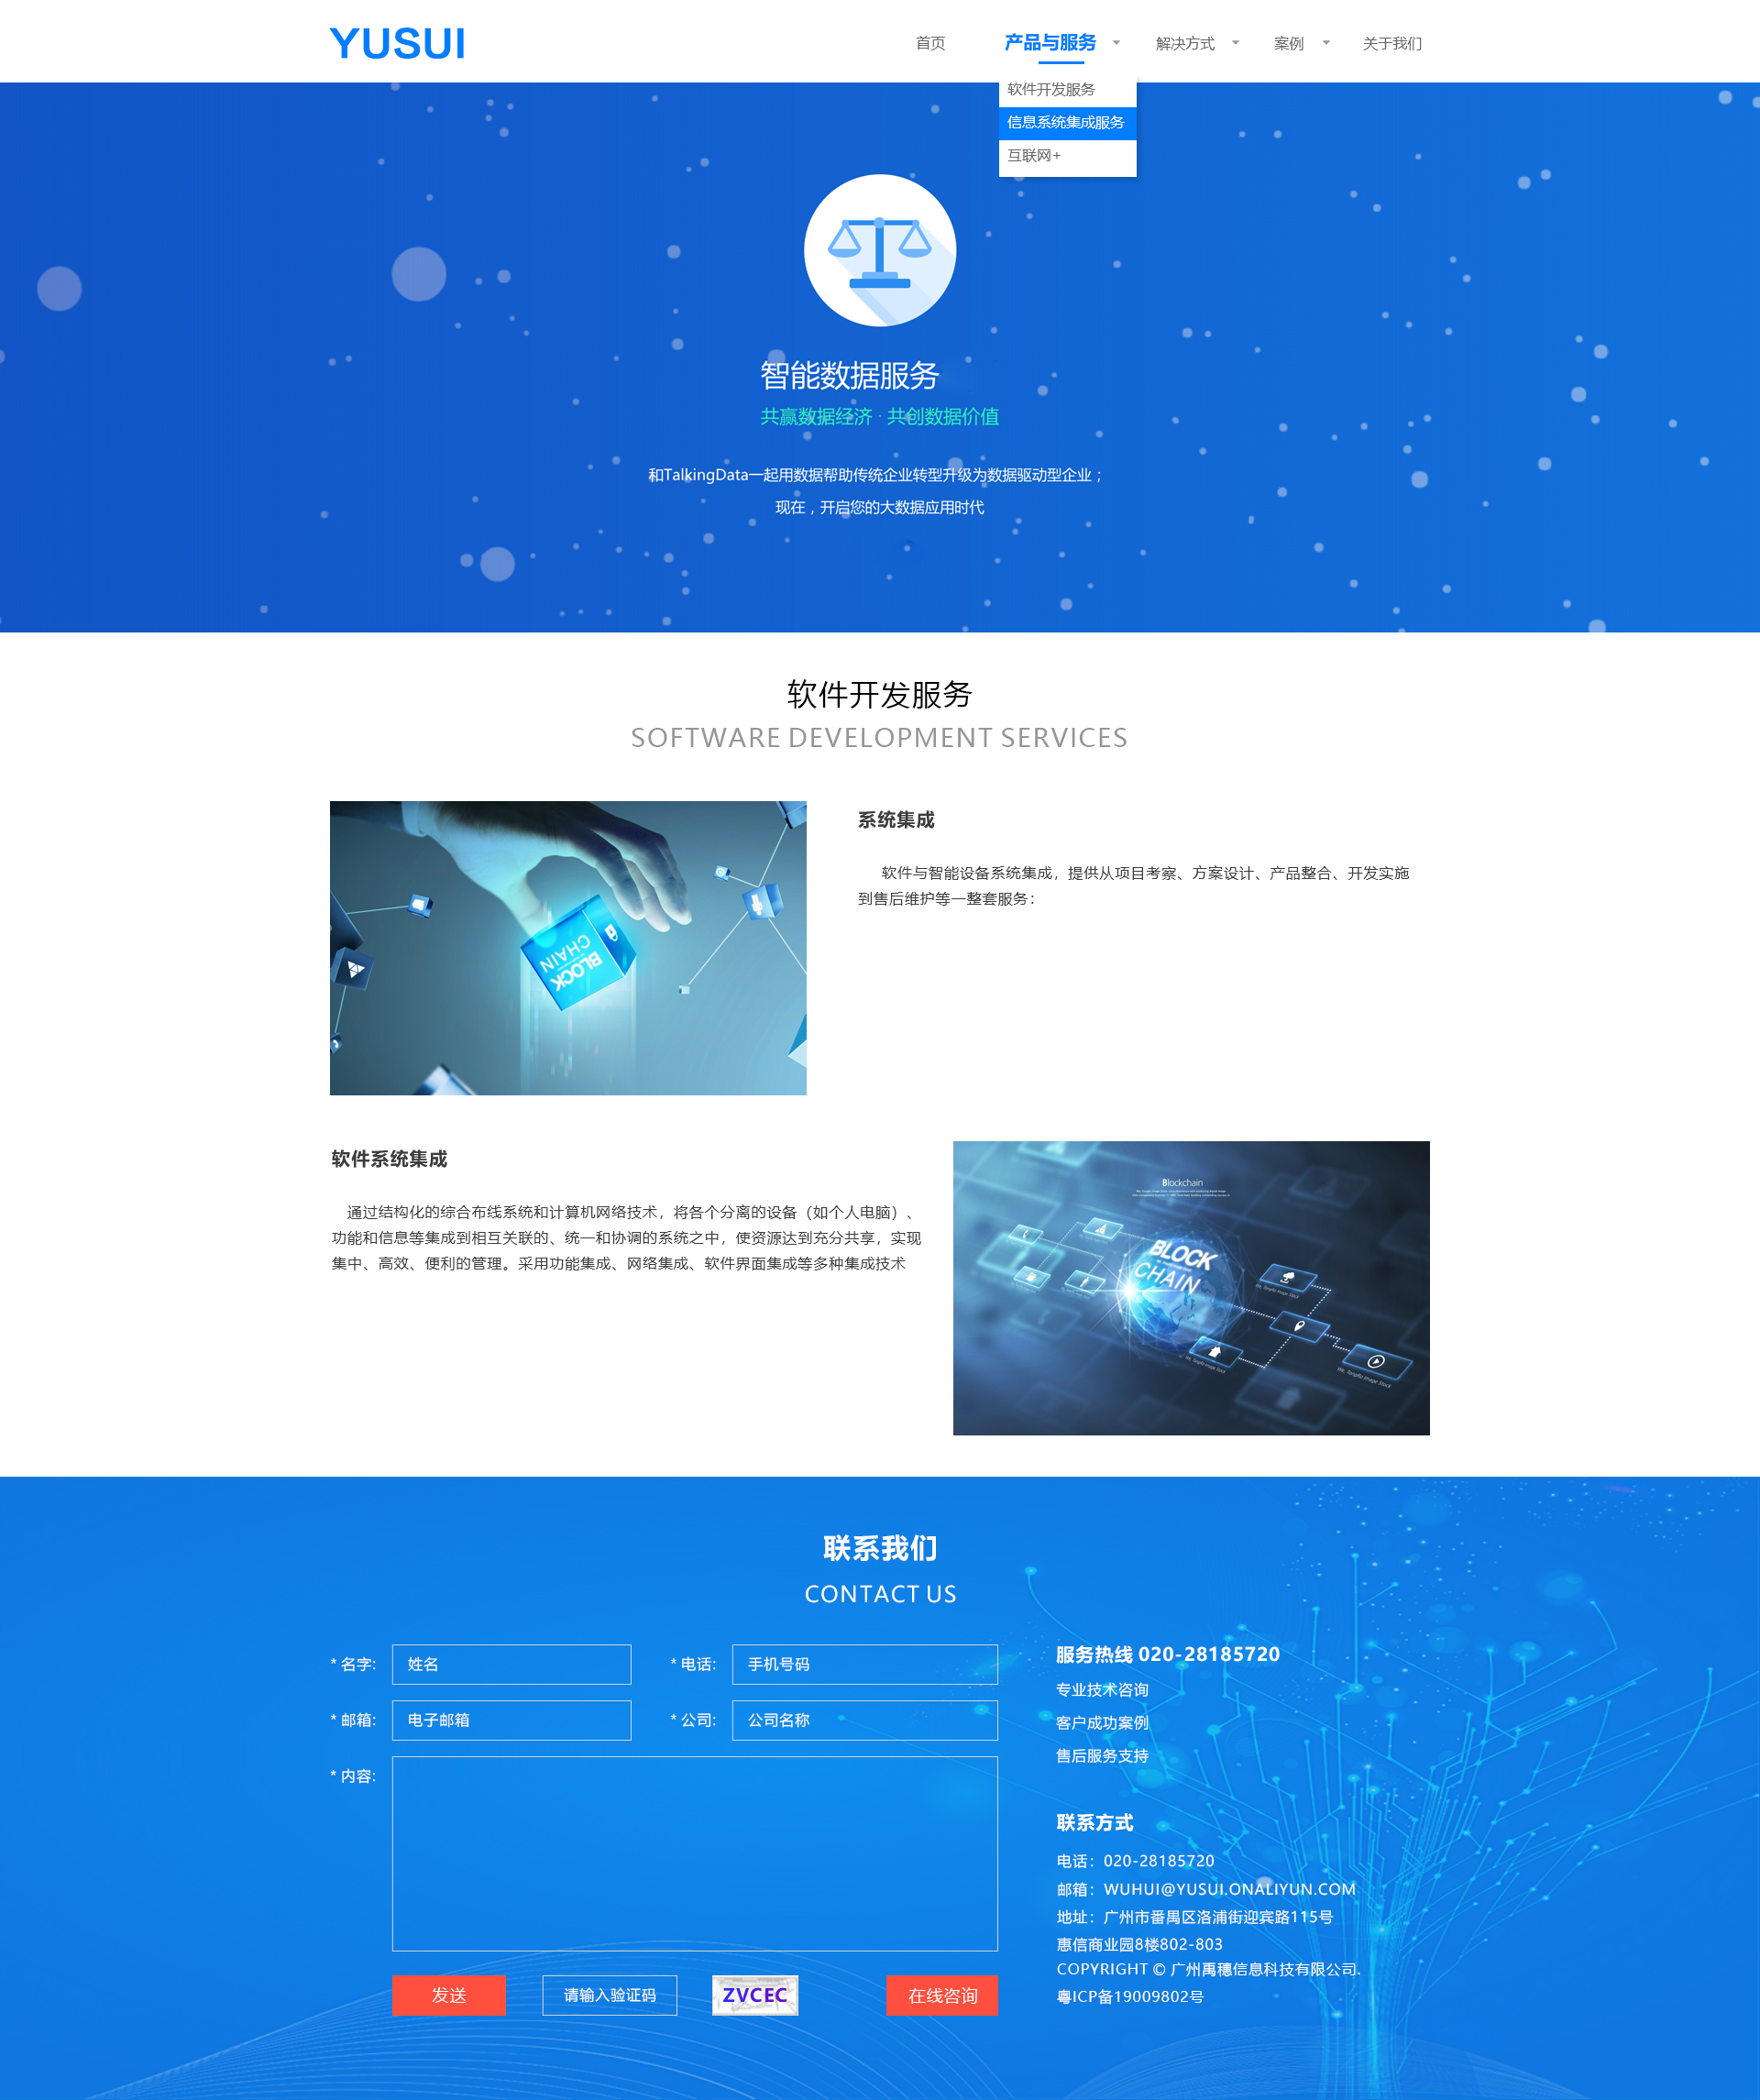 YUSUI
首页
产品与服务
解决方式
案例
关于我们
软件开发服务
信息系统集成服务
互联网+
智能数据服务
共赢数据经济 · 共创数据价值
和TalkingData一起用数据帮助传统企业转型升级为数据驱动型企业；
现在，开启您的大数据应用时代
软件开发服务
SOFTWARE DEVELOPMENT SERVICES
BLOCK
CHAIN
系统集成
软件与智能设备系统集成，提供从项目考察、方案设计、产品整合、开发实施
到售后维护等一整套服务：
软件系统集成
通过结构化的综合布线系统和计算机网络技术，将各个分离的设备（如个人电脑）、
功能和信息等集成到相互关联的、统一和协调的系统之中，使资源达到充分共享，实现
集中、高效、便利的管理。采用功能集成、网络集成、软件界面集成等多种集成技术
Blockchain
BLOCK
CHAIN
联系我们
CONTACT US
* 名字:
姓名
* 电话:
手机号码
* 邮箱:
电子邮箱
* 公司:
公司名称
* 内容:
发送
请输入验证码
ZVCEC
在线咨询
服务热线 020-28185720
专业技术咨询
客户成功案例
售后服务支持
联系方式
电话：020-28185720
邮箱：WUHUI@YUSUI.ONALIYUN.COM
地址：广州市番禺区洛浦街迎宾路115号
惠信商业园8楼802-803
COPYRIGHT © 广州禹穗信息科技有限公司.
粤ICP备19009802号